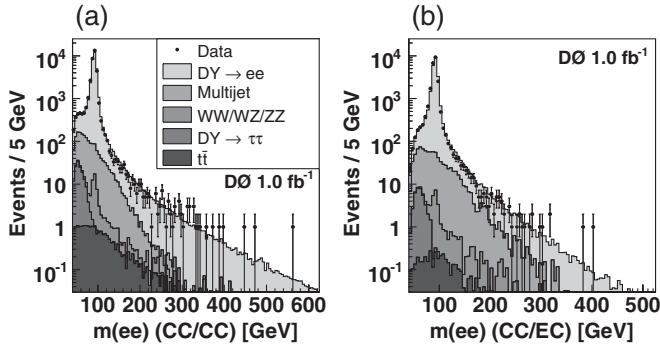 (a)
Events / 5 GeV
10⁴
10³
10²
10
1
10⁻¹
Data
DY → ee
Multijet
WW/WZ/ZZ
DY → ττ
tt̄
DØ 1.0 fb⁻¹
100 200 300 400 500 600
m(ee) (CC/CC) [GeV]
(b)
Events / 5 GeV
10⁴
10³
10²
10
1
10⁻¹
DØ 1.0 fb⁻¹
100 200 300 400 500
m(ee) (CC/EC) [GeV]